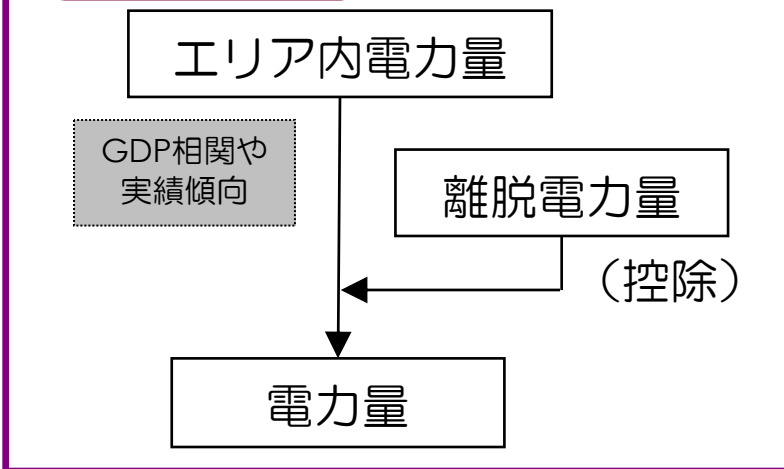 エリア内電力量
GDP相関や
実績傾向
離脱電力量
（控除）
電力量